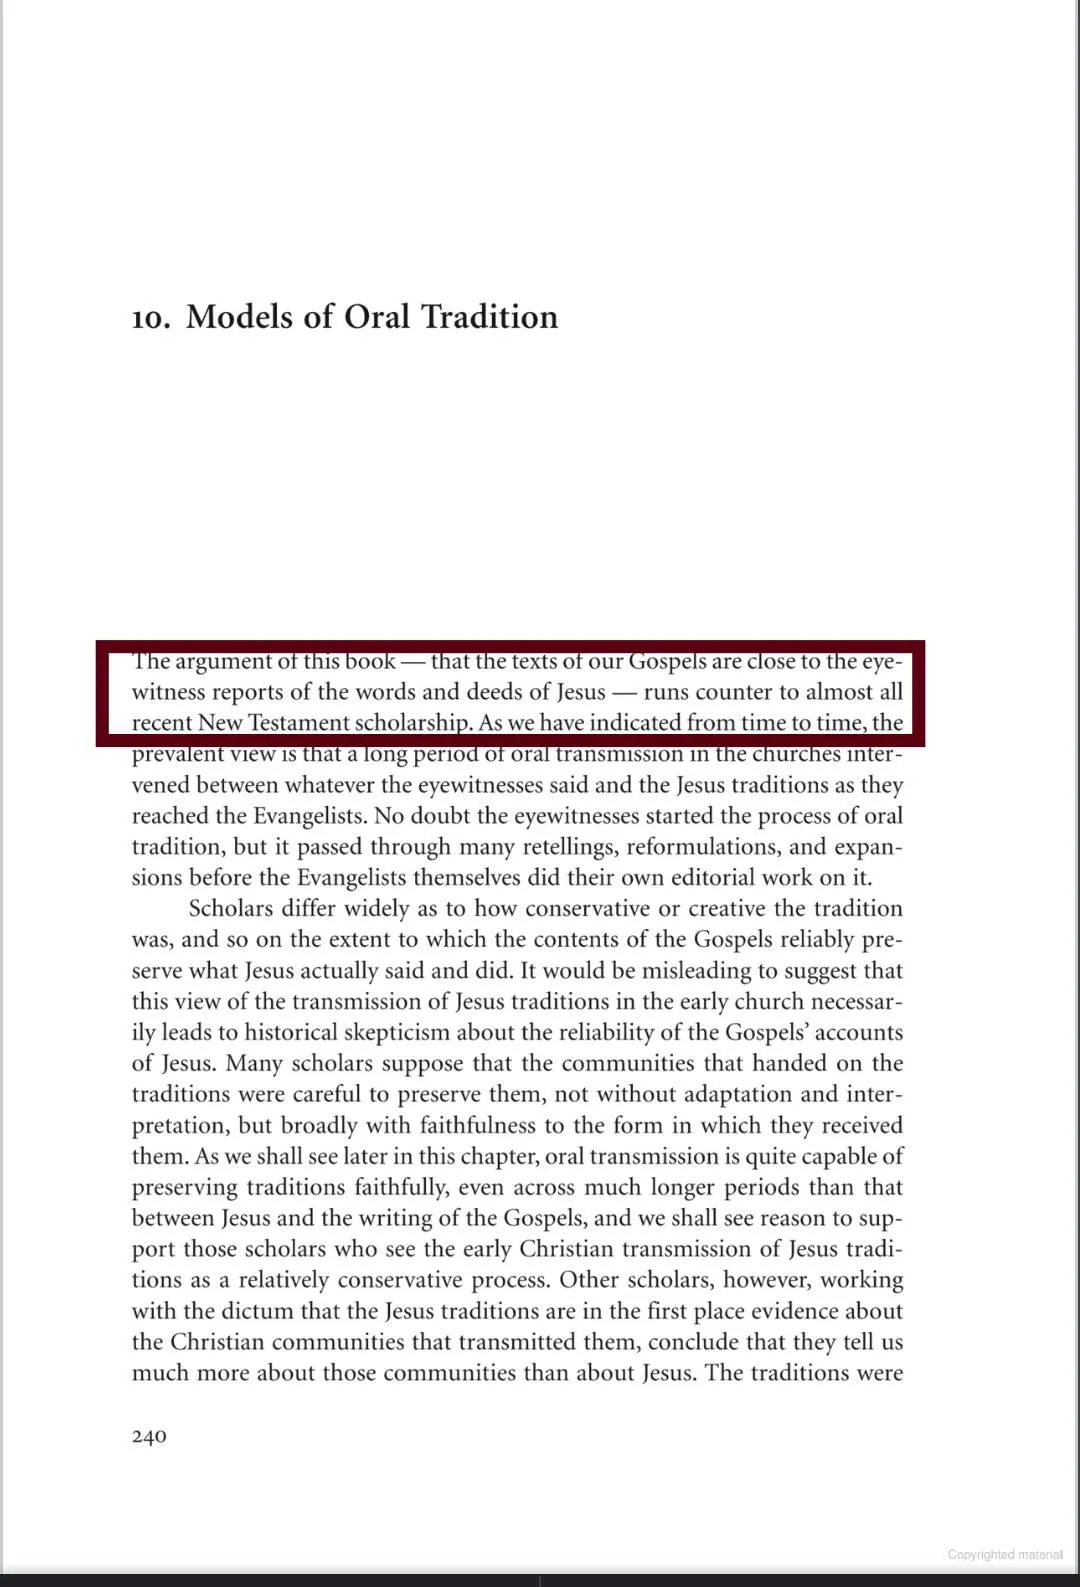 10. Models of Oral Tradition
The argument of this book — that the texts of our Gospels are close to the eye-
witness reports of the words and deeds of Jesus — runs counter to almost all
recent New Testament scholarship. As we have indicated from time to time, the
prevalent view is that a long period of oral transmission in the churches inter-
vened between whatever the eyewitnesses said and the Jesus traditions as they
reached the Evangelists. No doubt the eyewitnesses started the process of oral
tradition, but it passed through many retellings, reformulations, and expan-
sions before the Evangelists themselves did their own editorial work on it.
Scholars differ widely as to how conservative or creative the tradition
was, and so on the extent to which the contents of the Gospels reliably pre-
serve what Jesus actually said and did. It would be misleading to suggest that
this view of the transmission of Jesus traditions in the early church necessar-
ily leads to historical skepticism about the reliability of the Gospels’ accounts
of Jesus. Many scholars suppose that the communities that handed on the
traditions were careful to preserve them, not without adaptation and inter-
pretation, but broadly with faithfulness to the form in which they received
them. As we shall see later in this chapter, oral transmission is quite capable of
preserving traditions faithfully, even across much longer periods than that
between Jesus and the writing of the Gospels, and we shall see reason to sup-
port those scholars who see the early Christian transmission of Jesus tradi-
tions as a relatively conservative process. Other scholars, however, working
with the dictum that the Jesus traditions are in the first place evidence about
the Christian communities that transmitted them, conclude that they tell us
much more about those communities than about Jesus. The traditions were
240
Copyrighted material